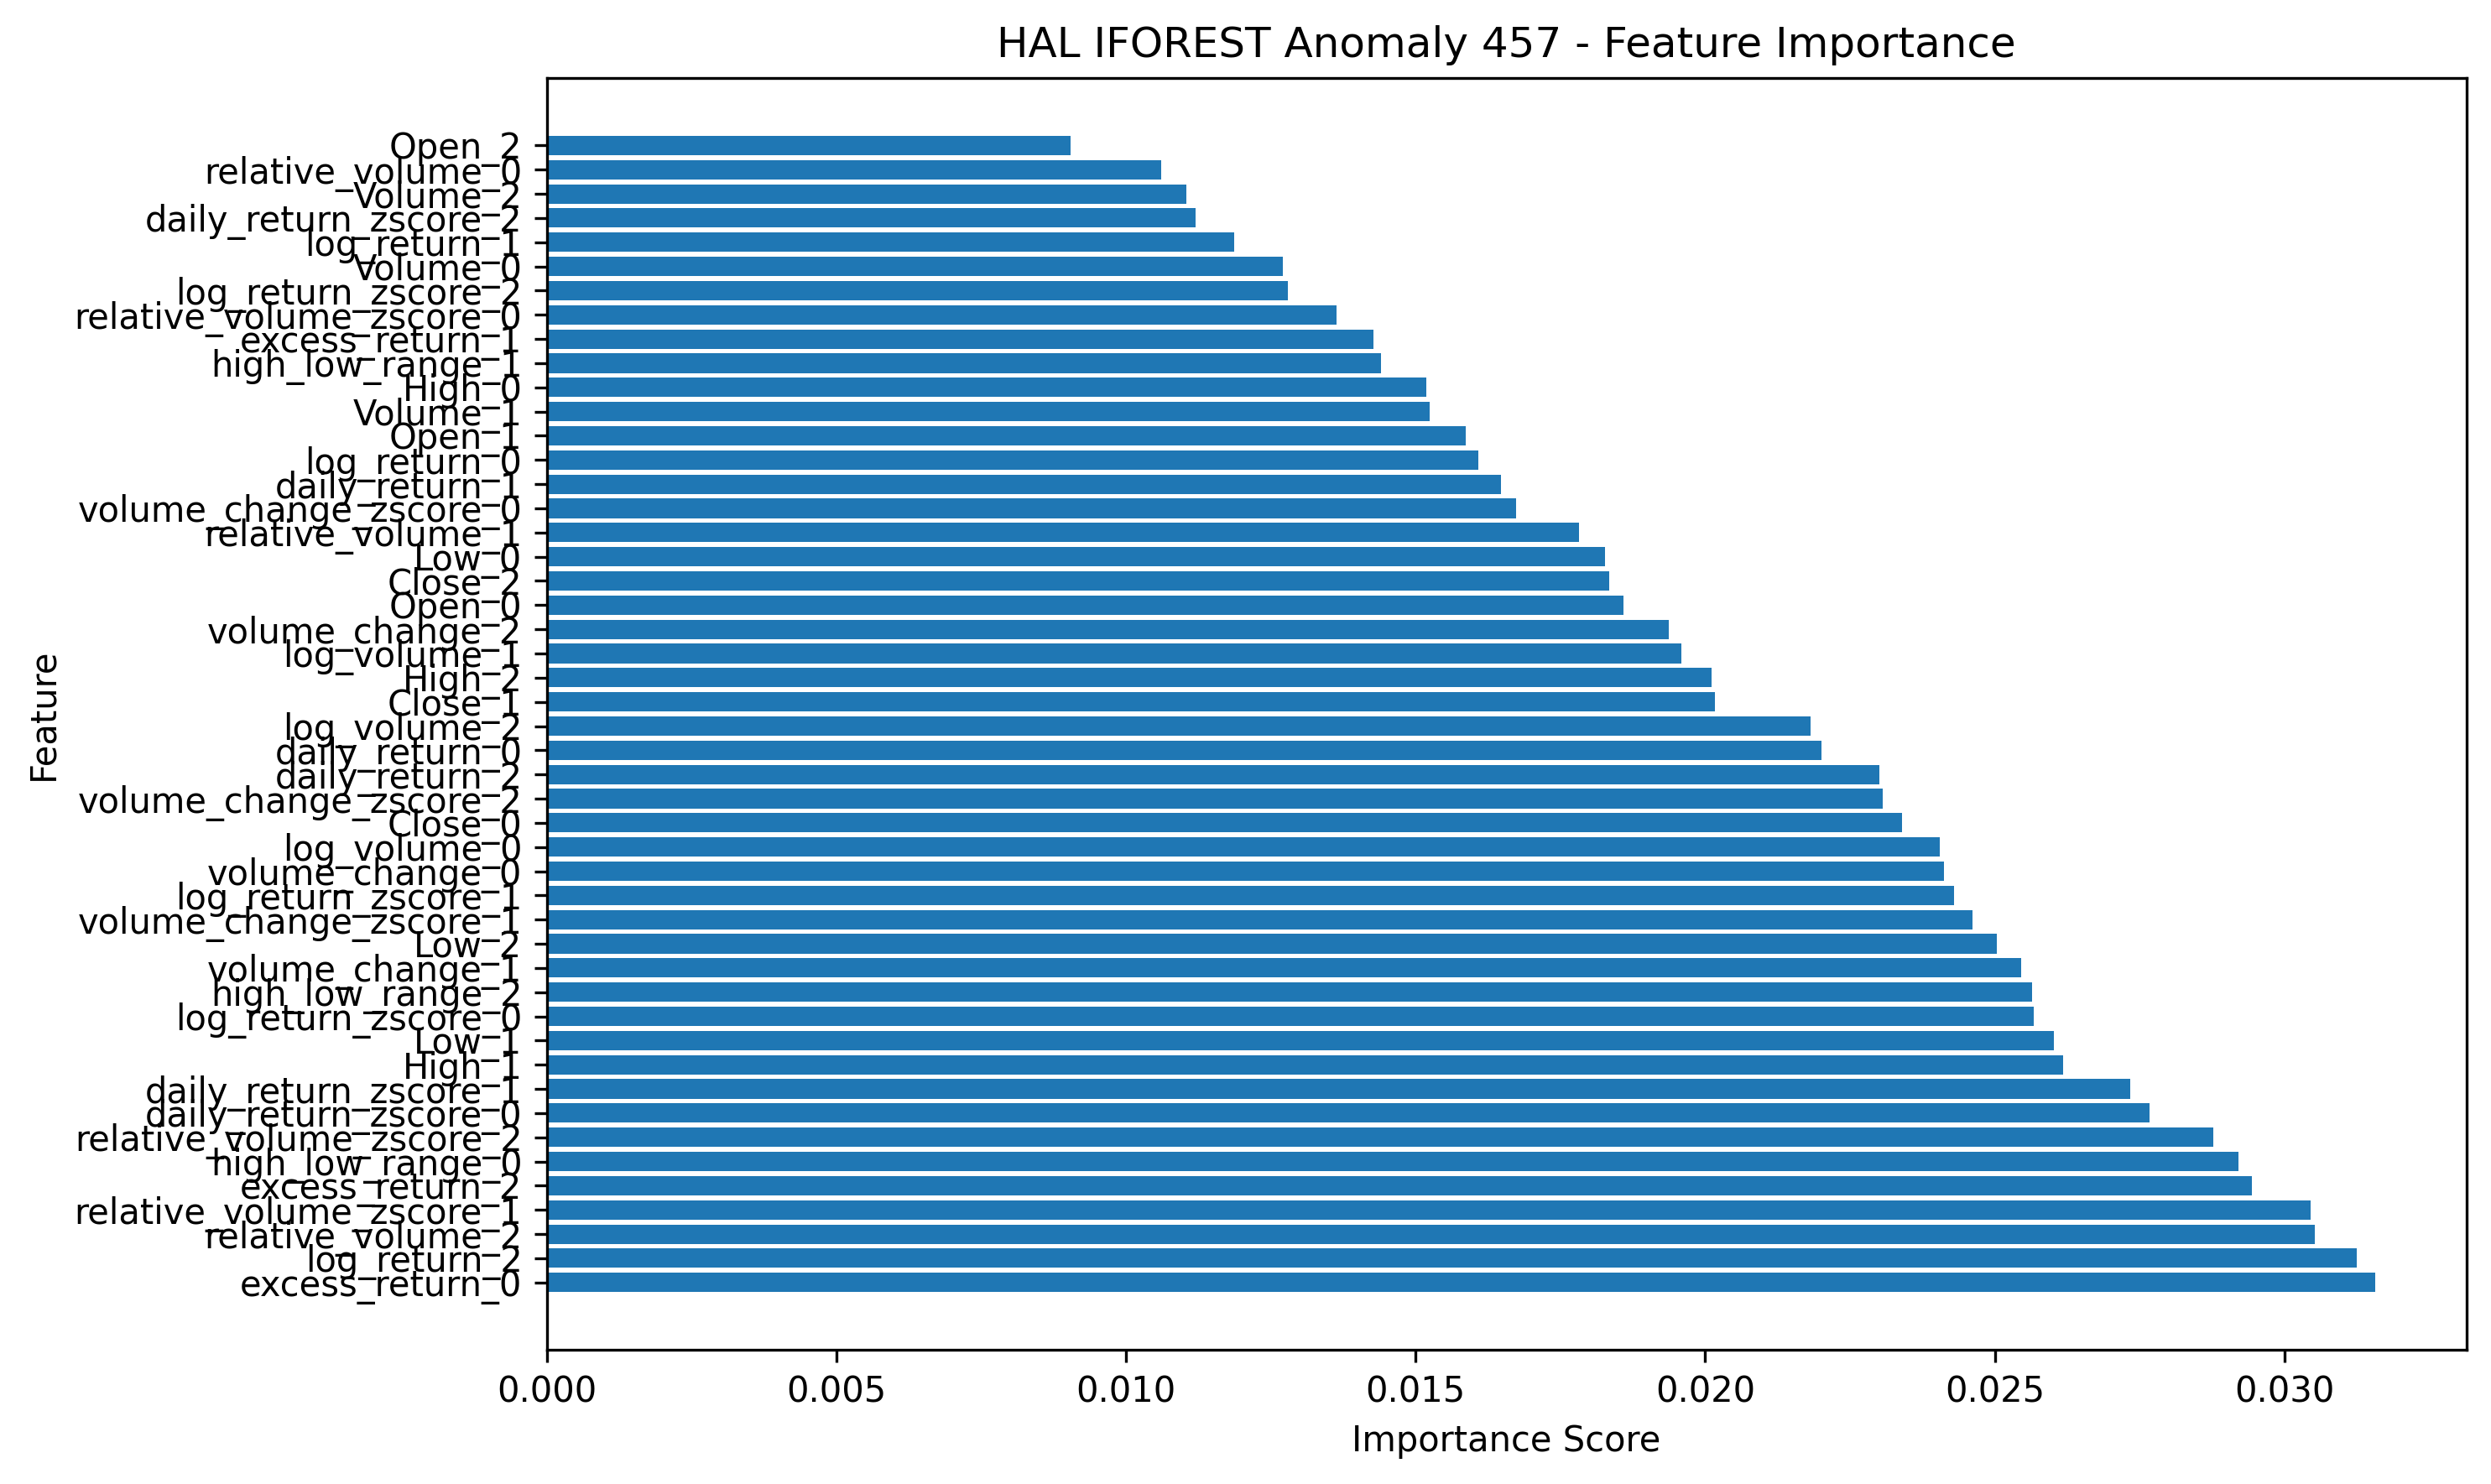 HAL IFOREST Anomaly 457 - Feature Importance
Open_2
relative_volume_0
Volume_2
daily_return_zscore_2
log_return_1
Volume_0
log_return_zscore_2
relative_volume_zscore_0
excess_return_1
high_low_range_1
High_0
Volume_1
Open_1
log_return_0
daily_return_1
volume_change_zscore_0
relative_volume_1
Low_0
Close_2
Open_0
volume_change_2
log_volume_1
High_2
Close_1
log_volume_2
daily_return_0
daily_return_2
volume_change_zscore_2
Close_0
log_volume_0
volume_change_0
log_return_zscore_1
volume_change_zscore_1
Low_2
volume_change_1
high_low_range_2
log_return_zscore_0
Low_1
High_1
daily_return_zscore_1
daily_return_zscore_0
relative_volume_zscore_2
high_low_range_0
excess_return_2
relative_volume_zscore_1
relative_volume_2
log_return_2
excess_return_0
Feature
0.000 0.005 0.010 0.015 0.020 0.025 0.030
Importance Score